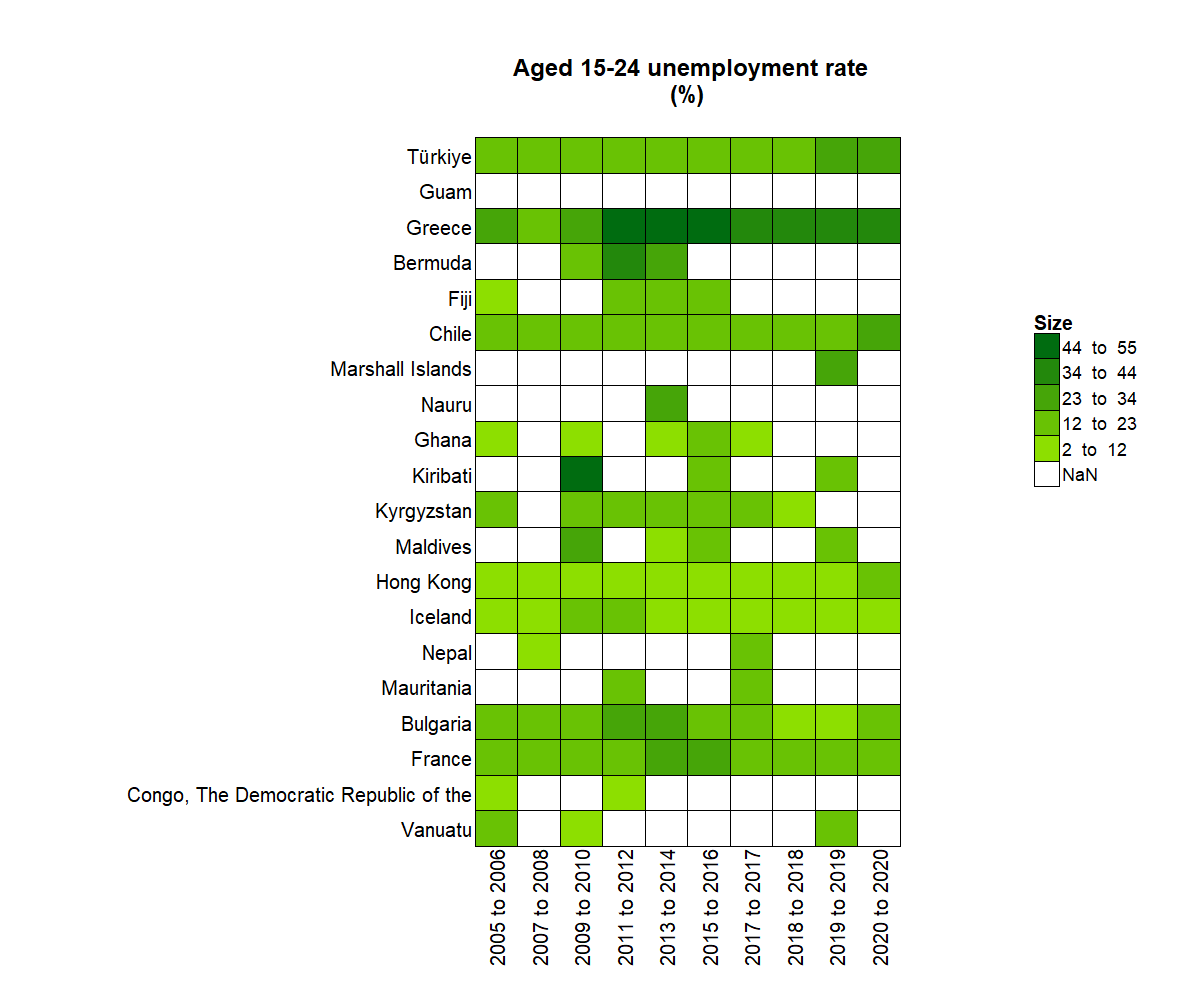 Aged 15-24 unemployment rate
(%)
Türkiye
Guam
Greece
Bermuda
Fiji
Chile
Marshall Islands
Nauru
Ghana
Kiribati
Kyrgyzstan
Maldives
Hong Kong
Iceland
Nepal
Mauritania
Bulgaria
France
Congo, The Democratic Republic of the
Vanuatu
2005 to 2006
2007 to 2008
2009 to 2010
2011 to 2012
2013 to 2014
2015 to 2016
2017 to 2017
2018 to 2018
2019 to 2019
2020 to 2020
Size
44 to 55
34 to 44
23 to 34
12 to 23
2 to 12
NaN